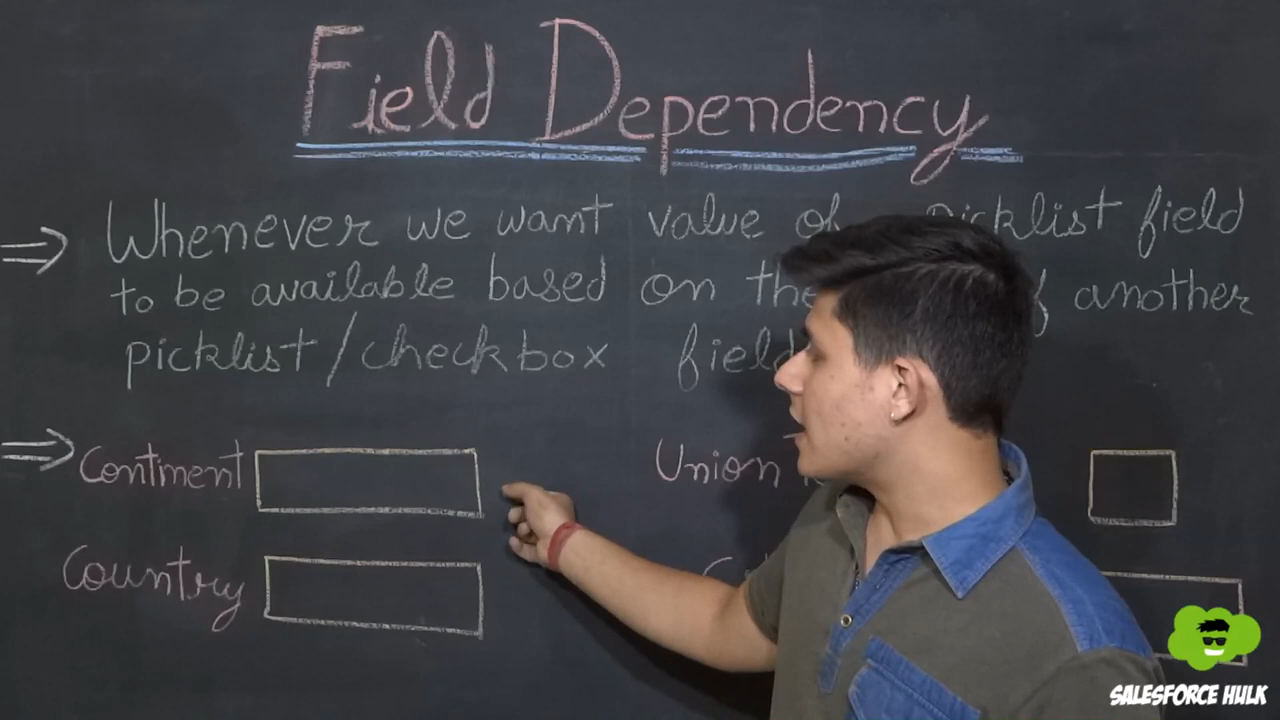 Field Dependency
⇒ Whenever we want value of picklist field
to be available based on the another
picklist/checkbox field
⇒ Continent
Union
Country
SALESFORCE HULK